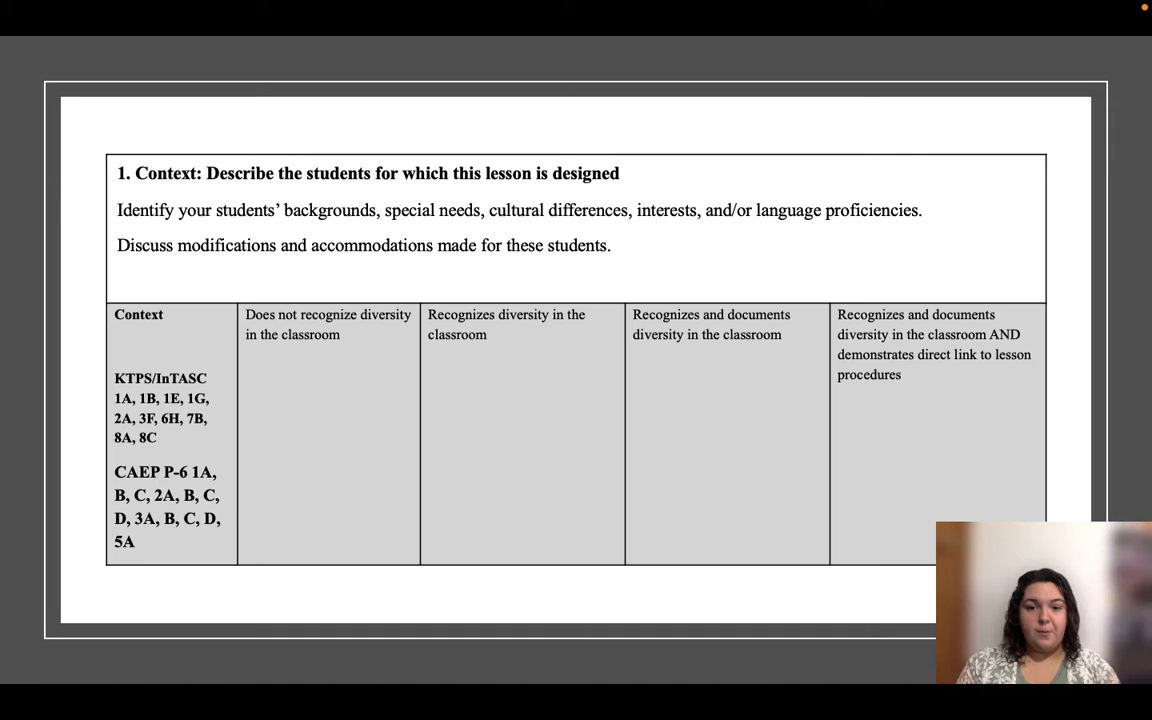 1. Context: Describe the students for which this lesson is designed
Identify your students' backgrounds, special needs, cultural differences, interests, and/or language proficiencies.
Discuss modifications and accommodations made for these students.
Context
KTPS/InTASC
1A, 1B, 1E, 1G,
2A, 3F, 6H, 7B,
8A, 8C
CAEP P-6 1A,
B, C, 2A, B, C,
D, 3A, B, C, D,
5A
Does not recognize diversity
in the classroom
Recognizes diversity in the
classroom
Recognizes and documents
diversity in the classroom
Recognizes and documents
diversity in the classroom AND
demonstrates direct link to lesson
procedures